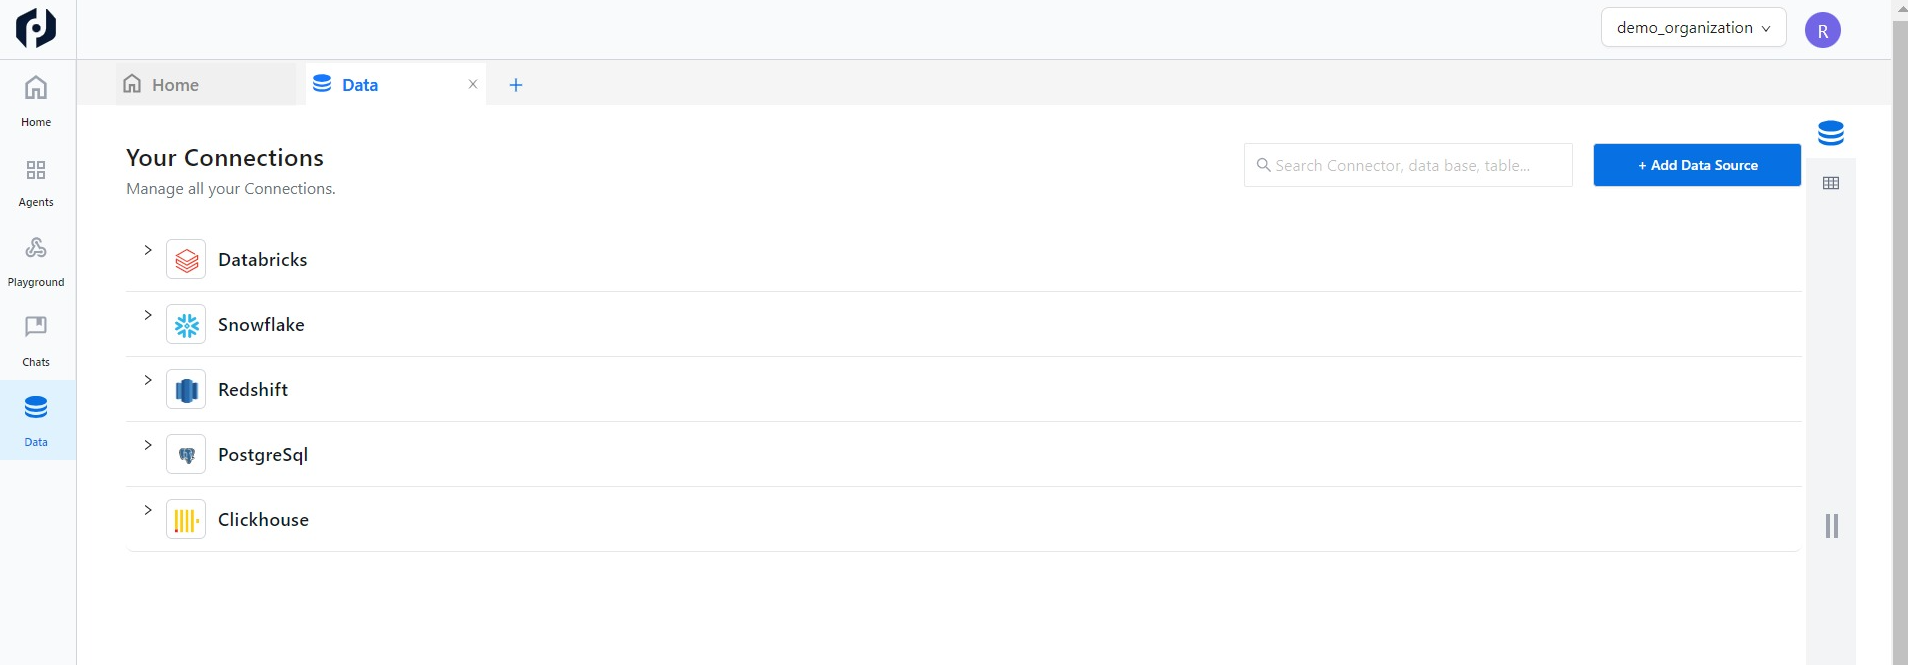 demo_organization
R
Home
Data
Home
Agents
Playground
Chats
Data
Your Connections
Manage all your Connections.
Search Connector, data base, table...
+ Add Data Source
Databricks
Snowflake
Redshift
PostgreSql
Clickhouse